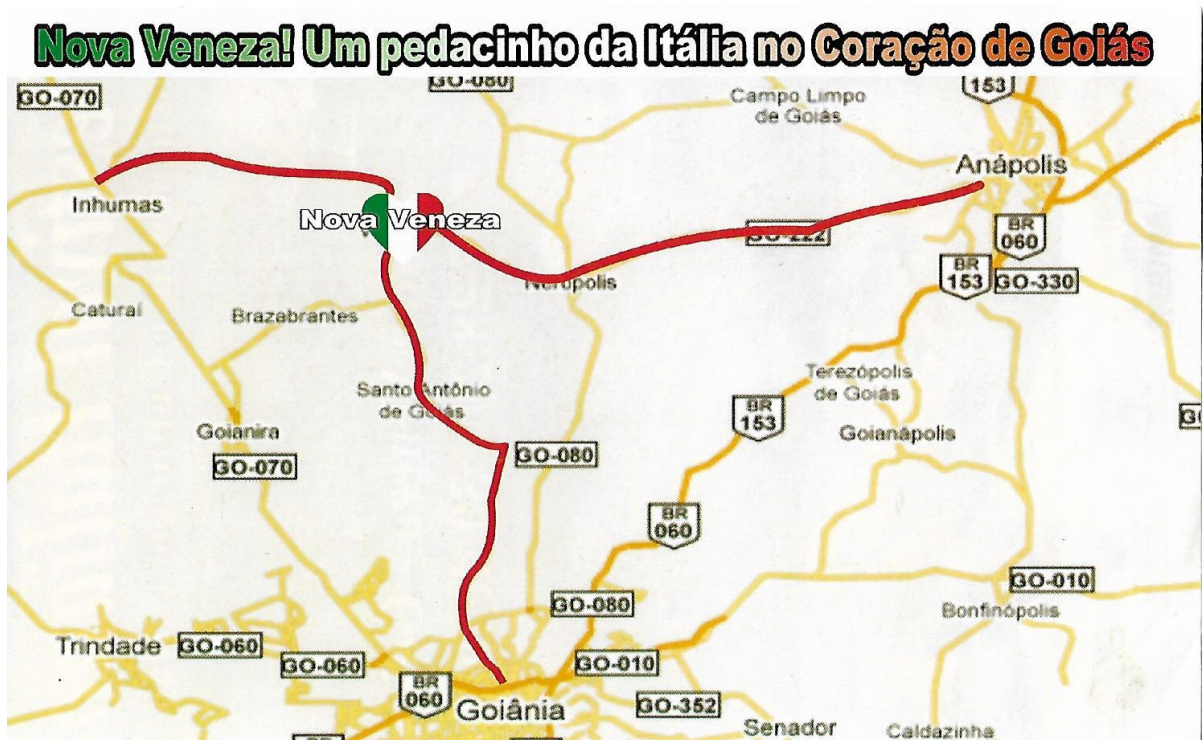 Nova Veneza! Um pedacinho da Itália no Coração de Goiás
GO-070
GO-080
153
Campo Limpo
de Goiás
Anápolis
Inhumas
Nova Veneza
GO-222
BR
060
BR
153
GO-330
Nerópolis
Caturaí
Brazabrantes
Terezópolis
de Goiás
Santo Antônio
de Goiás
BR
153
Goianápolis
Goianira
GO-070
GO-080
BR
060
GO-010
GO-080
Bonfinópolis
Trindade
GO-060
GO-060
GO-010
BR
060
Goiânia
GO-352
Senador
Caldazinha